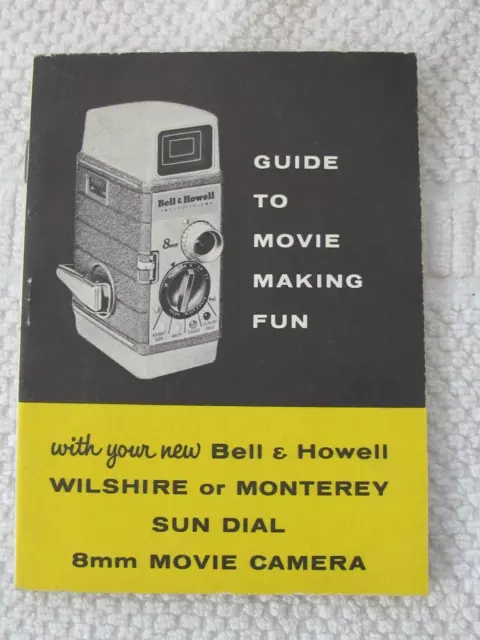 GUIDE
TO
MOVIE
MAKING
FUN
Bell & Howell
8mm
with your new Bell & Howell
WILSHIRE or MONTEREY
SUN DIAL
8mm MOVIE CAMERA